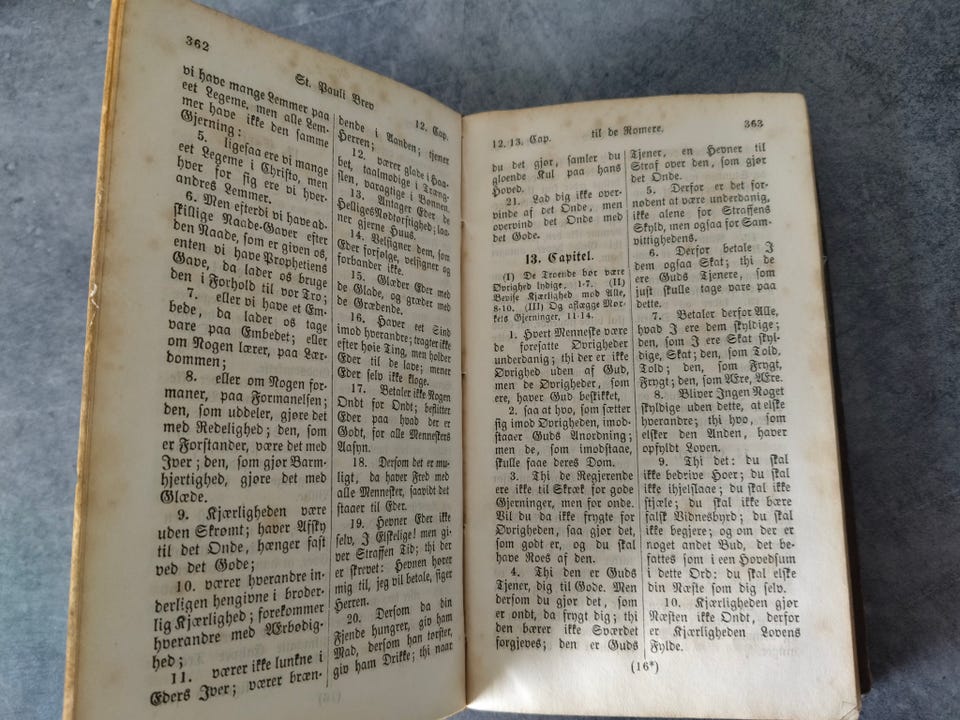 362
St. Pauli Brev
12. Cap.
vi have mange Lemmer paa
eet Legeme, men alle Lem-
mer have ikke den samme
Gjerning:
5. ligesaa ere vi mange
eet Legeme i Christo, men
hver for sig ere vi hver-
andres Lemmer.
6. Men efterdi vi have ad-
skillige Naade-Gaver efter
den Naade, som er given os,
enten vi have Prophetiens
Gave, da lader os bruge
den i Forhold til vor Tro;
7. eller vi have et Em-
bede, da lader os tage
vare paa Embedet; eller
om Nogen lærer, paa Lær-
dommen;
8. eller om Nogen for-
maner, paa Formanelsen;
den, som uddeler, gjøre det
med Redelighed; den, som
er Forstander, være det med
Iver; den, som gjør Barm-
hjertighed, gjøre det med
Glæde.
9. Kjærligheden være
uden Skrømt; haver Afsky
til det Onde, hænger fast
ved det Gode;
10. værer hverandre in-
derligen hengivne i broder-
lig Kjærlighed; forekommer
hverandre med Ærbødig-
hed;
11. værer ikke lunkne i
Eders Iver; værer bræn-
dende i Aanden; tjener
Herren;
12. værer glade i Haa-
bet, taalmodige i Træng-
slen, varagtige i Bønnen.
13. Antager Eder de
Helliges Nødtørftighed; laa-
ner gjerne Huus.
14. Velsigner dem, som
Eder forfølge, velsigner og
forbander ikke.
15. Glæder Eder med
de Glade, og græder med
de Grædende.
16. Haver eet Sind
imod hverandre; tragter ikke
efter høie Ting, men holder
Eder til de lave; mener
Eder selv ikke kloge.
17. Betaler ikke Nogen
Ondt for Ondt; beflitter
Eder paa hvad der er
Godt, for alle Menneskers
Aasyn.
18. Dersom det er mu-
ligt, da haver Fred med
alle Mennesker, saavidt det
staaer til Eder.
19. Hevner Eder ikke
selv, I Elskelige! men gi-
ver Straffen Tid; thi der
er skrevet: Hevnen hører
mig til, jeg vil betale, siger
Herren.
20. Dersom da din
Fjende hungrer, giv ham
Mad, dersom han tørster,
giv ham Drikke; thi naar
12. 13. Cap.
til de Romere.
363
du det gjør, samler du
gloende Kul paa hans
Hoved.
21. Lad dig ikke over-
vinde af det Onde, men
overvind det Onde med
det Gode.
13. Capitel.
(I) De Troende bør være
Øvrighed lydige, 1-7. (II)
Bevise Kjærlighed mod Alle,
8-10. (III) Og aflægge Mør-
kets Gjerninger, 11-14.
1. Hvert Menneske være
de foresatte Øvrigheder
underdanig; thi der er ikke
Øvrighed uden af Gud,
men de Øvrigheder, som
ere, haver Gud beskikket,
2. saa at hvo, som sætter
sig imod Øvrigheden, imod-
staaer Guds Anordning;
men de, som imodstaae,
skulle faae deres Dom.
3. Thi de Regjerende
ere ikke til Skræk for gode
Gjerninger, men for onde.
Vil du da ikke frygte for
Øvrigheden, saa gjør det,
som godt er, og du skal
have Roes af den.
4. Thi den er Guds
Tjener, dig til Gode. Men
dersom du gjør det, som
er ondt, da frygt dig; thi
den bærer ikke Sværdet
forgjeves; den er Guds
Tjener, en Hevner til
Straf over den, som gjør
det Onde.
5. Derfor er det for-
nødent at være underdanig,
ikke alene for Straffens
Skyld, men ogsaa for Sam-
vittighedens.
6. Derfor betale I
dem ogsaa Skat; thi de
ere Guds Tjenere, som
just skulle tage vare paa
dette.
7. Betaler derfor Alle,
hvad I ere dem skyldige;
den, som I ere Skat skyl-
dige, Skat; den, som Told,
Told; den, som Frygt,
Frygt; den, som Ære, Ære.
8. Bliver Ingen Noget
skyldige uden dette, at elske
hverandre; thi hvo, som
elsker den Anden, haver
opfyldt Loven.
9. Thi det: du skal
ikke bedrive Hoer; du skal
ikke ihjelslaae; du skal ikke
stjæle; du skal ikke bære
falsk Vidnesbyrd; du skal
ikke begjere; og om der er
noget andet Bud, det be-
fattes som i een Hovedsum
i dette Ord: du skal elske
din Næste som dig selv.
10. Kjærligheden gjør
Næsten ikke Ondt, derfor
er Kjærligheden Lovens
Fylde.
(16*)